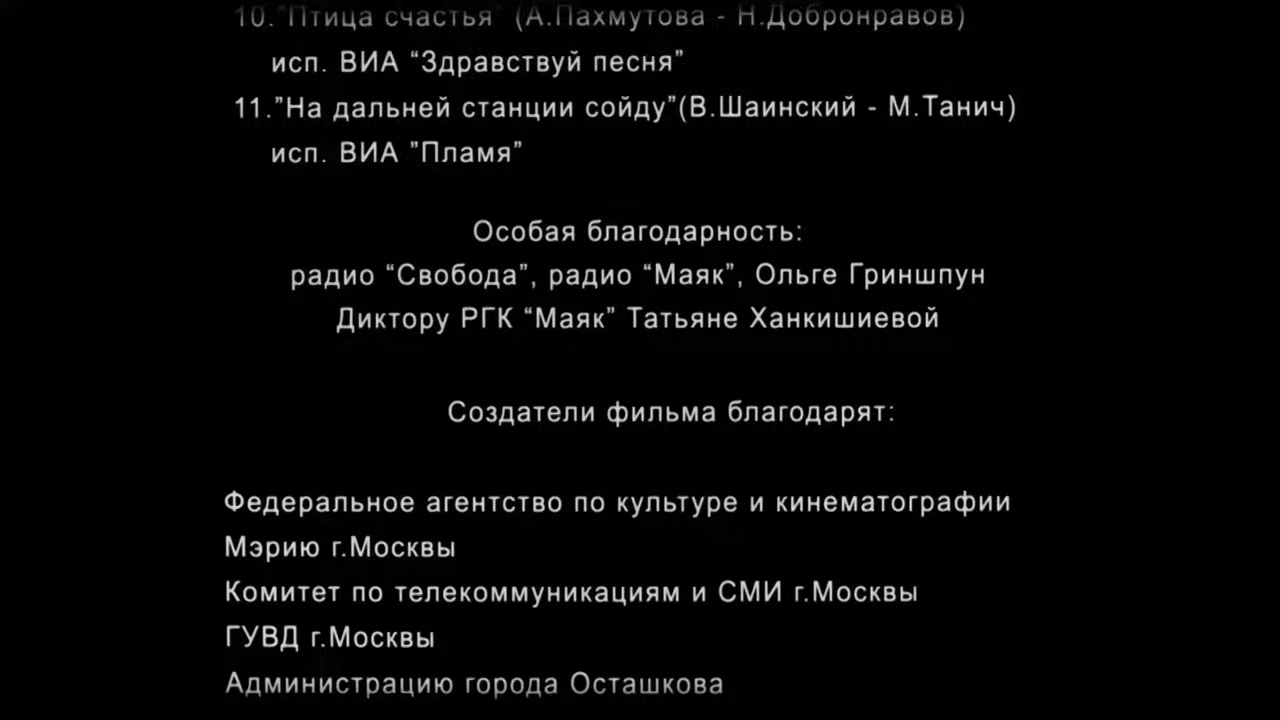 10."Птица счастья" (А.Пахмутова - Н.Добронравов)
исп. ВИА “Здравствуй песня”
11.”На дальней станции сойду”(В.Шаинский - М.Танич)
исп. ВИА ”Пламя”
Особая благодарность:
радио “Свобода”, радио “Маяк”, Ольге Гриншпун
Диктору РГК “Маяк” Татьяне Ханкишиевой
Создатели фильма благодарят:
Федеральное агентство по культуре и кинематографии
Мэрию г.Москвы
Комитет по телекоммуникациям и СМИ г.Москвы
ГУВД г.Москвы
Администрацию города Осташкова